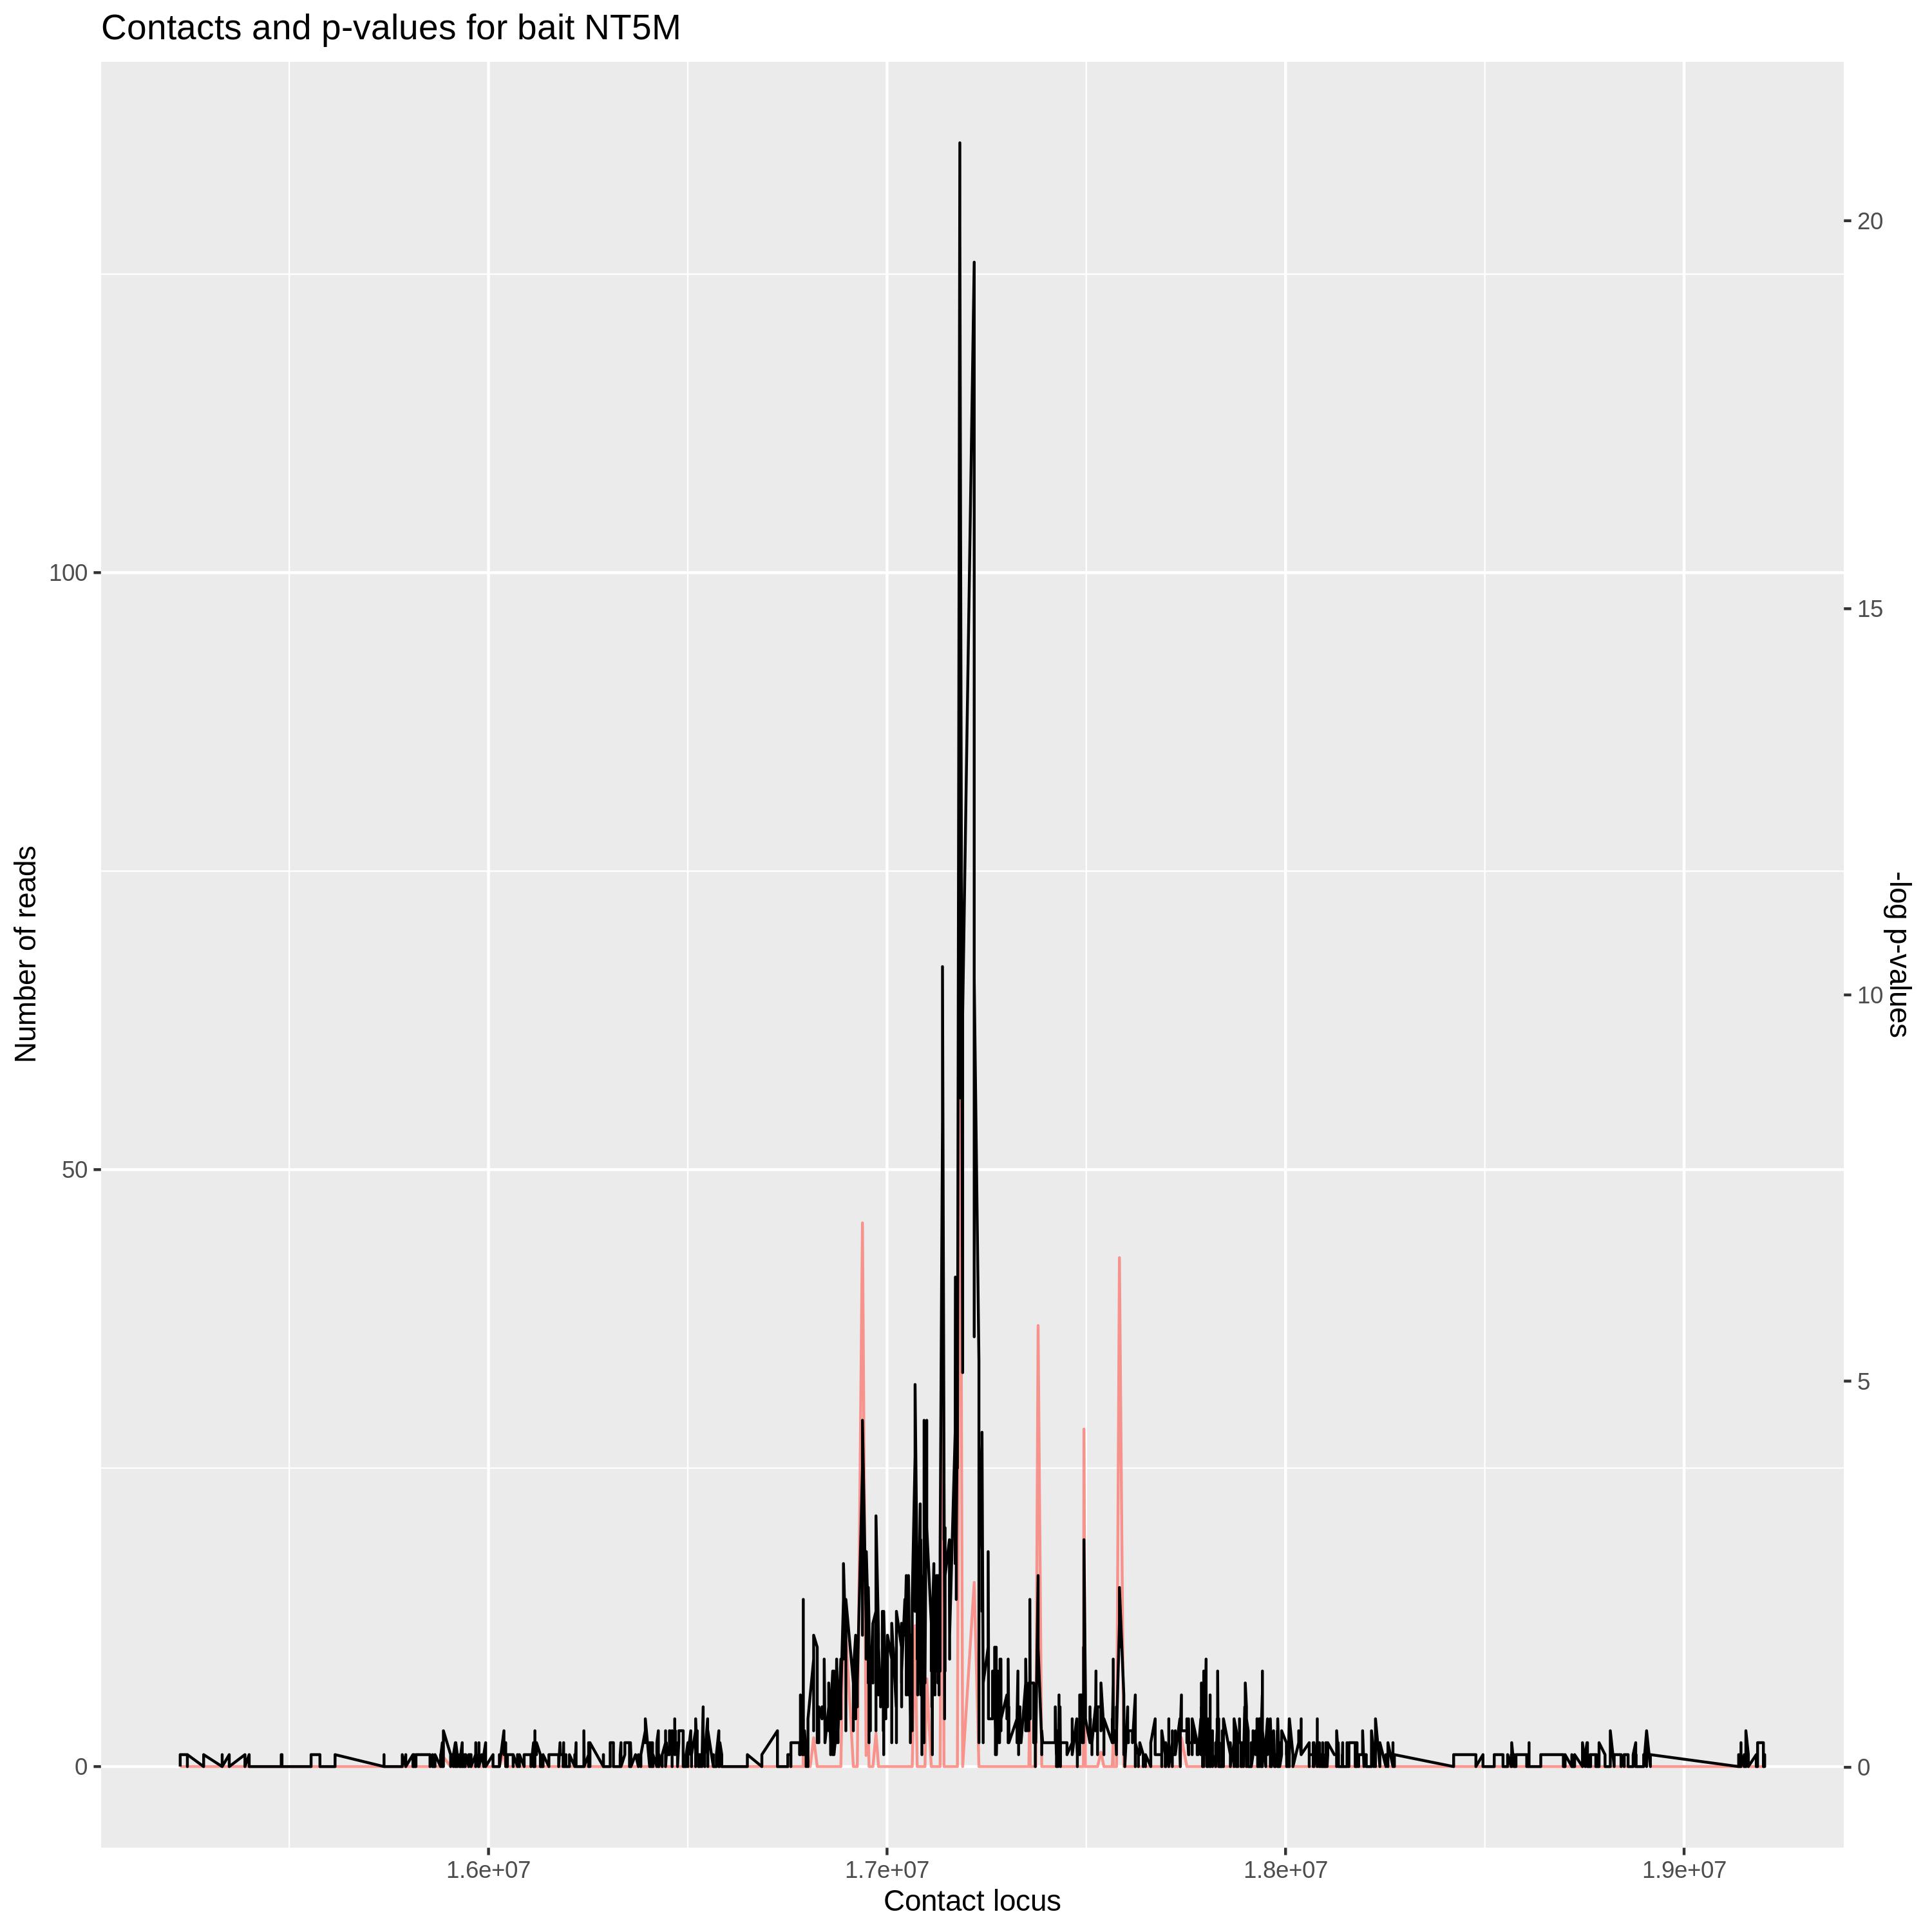 Contacts and p-values for bait NT5M
Number of reads
100
50
0
20
15
10
5
0
-log p-values
1.6e+07
1.7e+07
1.8e+07
1.9e+07
Contact locus